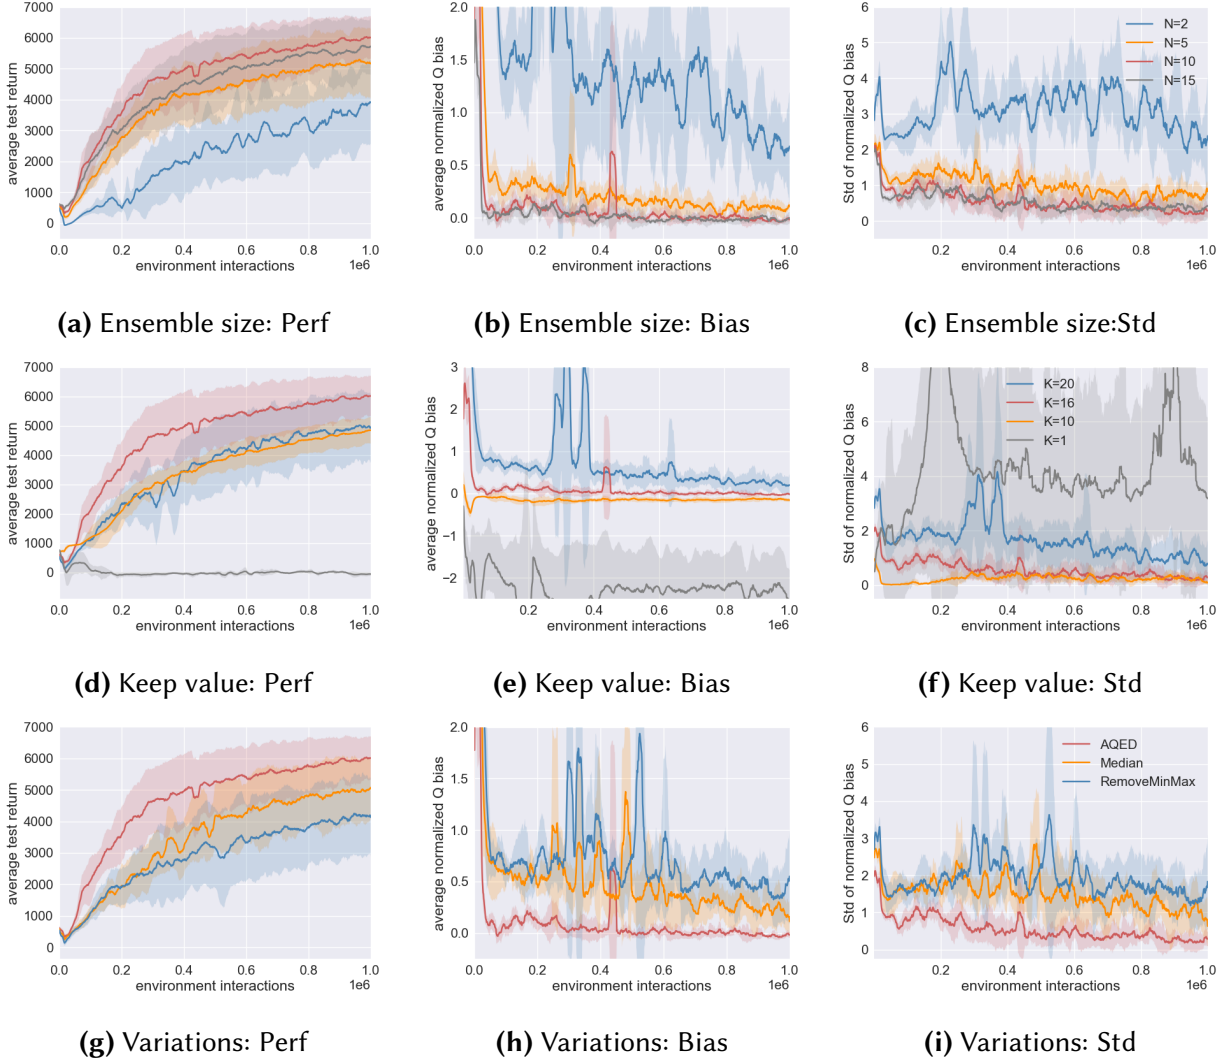 7000
6000
5000
4000
3000
2000
1000
0
average test return
0.0 0.2 0.4 0.6 0.8 1.0
environment interactions
1e6
2.0
1.5
1.0
0.5
0.0
average normalized Q bias
0.0 0.2 0.4 0.6 0.8 1.0
environment interactions
1e6
6
5
4
3
2
1
0
Std of normalized Q bias
N=2
N=5
N=10
N=15
0.2 0.4 0.6 0.8 1.0
environment interactions
1e6
(a) Ensemble size: Perf
(b) Ensemble size: Bias
(c) Ensemble size:Std
7000
6000
5000
4000
3000
2000
1000
0
average test return
0.0 0.2 0.4 0.6 0.8 1.0
environment interactions
1e6
3
2
1
0
−1
−2
average normalized Q bias
0.2 0.4 0.6 0.8 1.0
environment interactions
1e6
8
6
4
2
0
Std of normalized Q bias
K=20
K=16
K=10
K=1
0.2 0.4 0.6 0.8 1.0
environment interactions
1e6
(d) Keep value: Perf
(e) Keep value: Bias
(f) Keep value: Std
7000
6000
5000
4000
3000
2000
1000
0
average test return
0.0 0.2 0.4 0.6 0.8 1.0
environment interactions
1e6
2.0
1.5
1.0
0.5
0.0
average normalized Q bias
0.0 0.2 0.4 0.6 0.8 1.0
environment interactions
1e6
6
5
4
3
2
1
0
Std of normalized Q bias
AQED
Median
RemoveMinMax
0.2 0.4 0.6 0.8 1.0
environment interactions
1e6
(g) Variations: Perf
(h) Variations: Bias
(i) Variations: Std